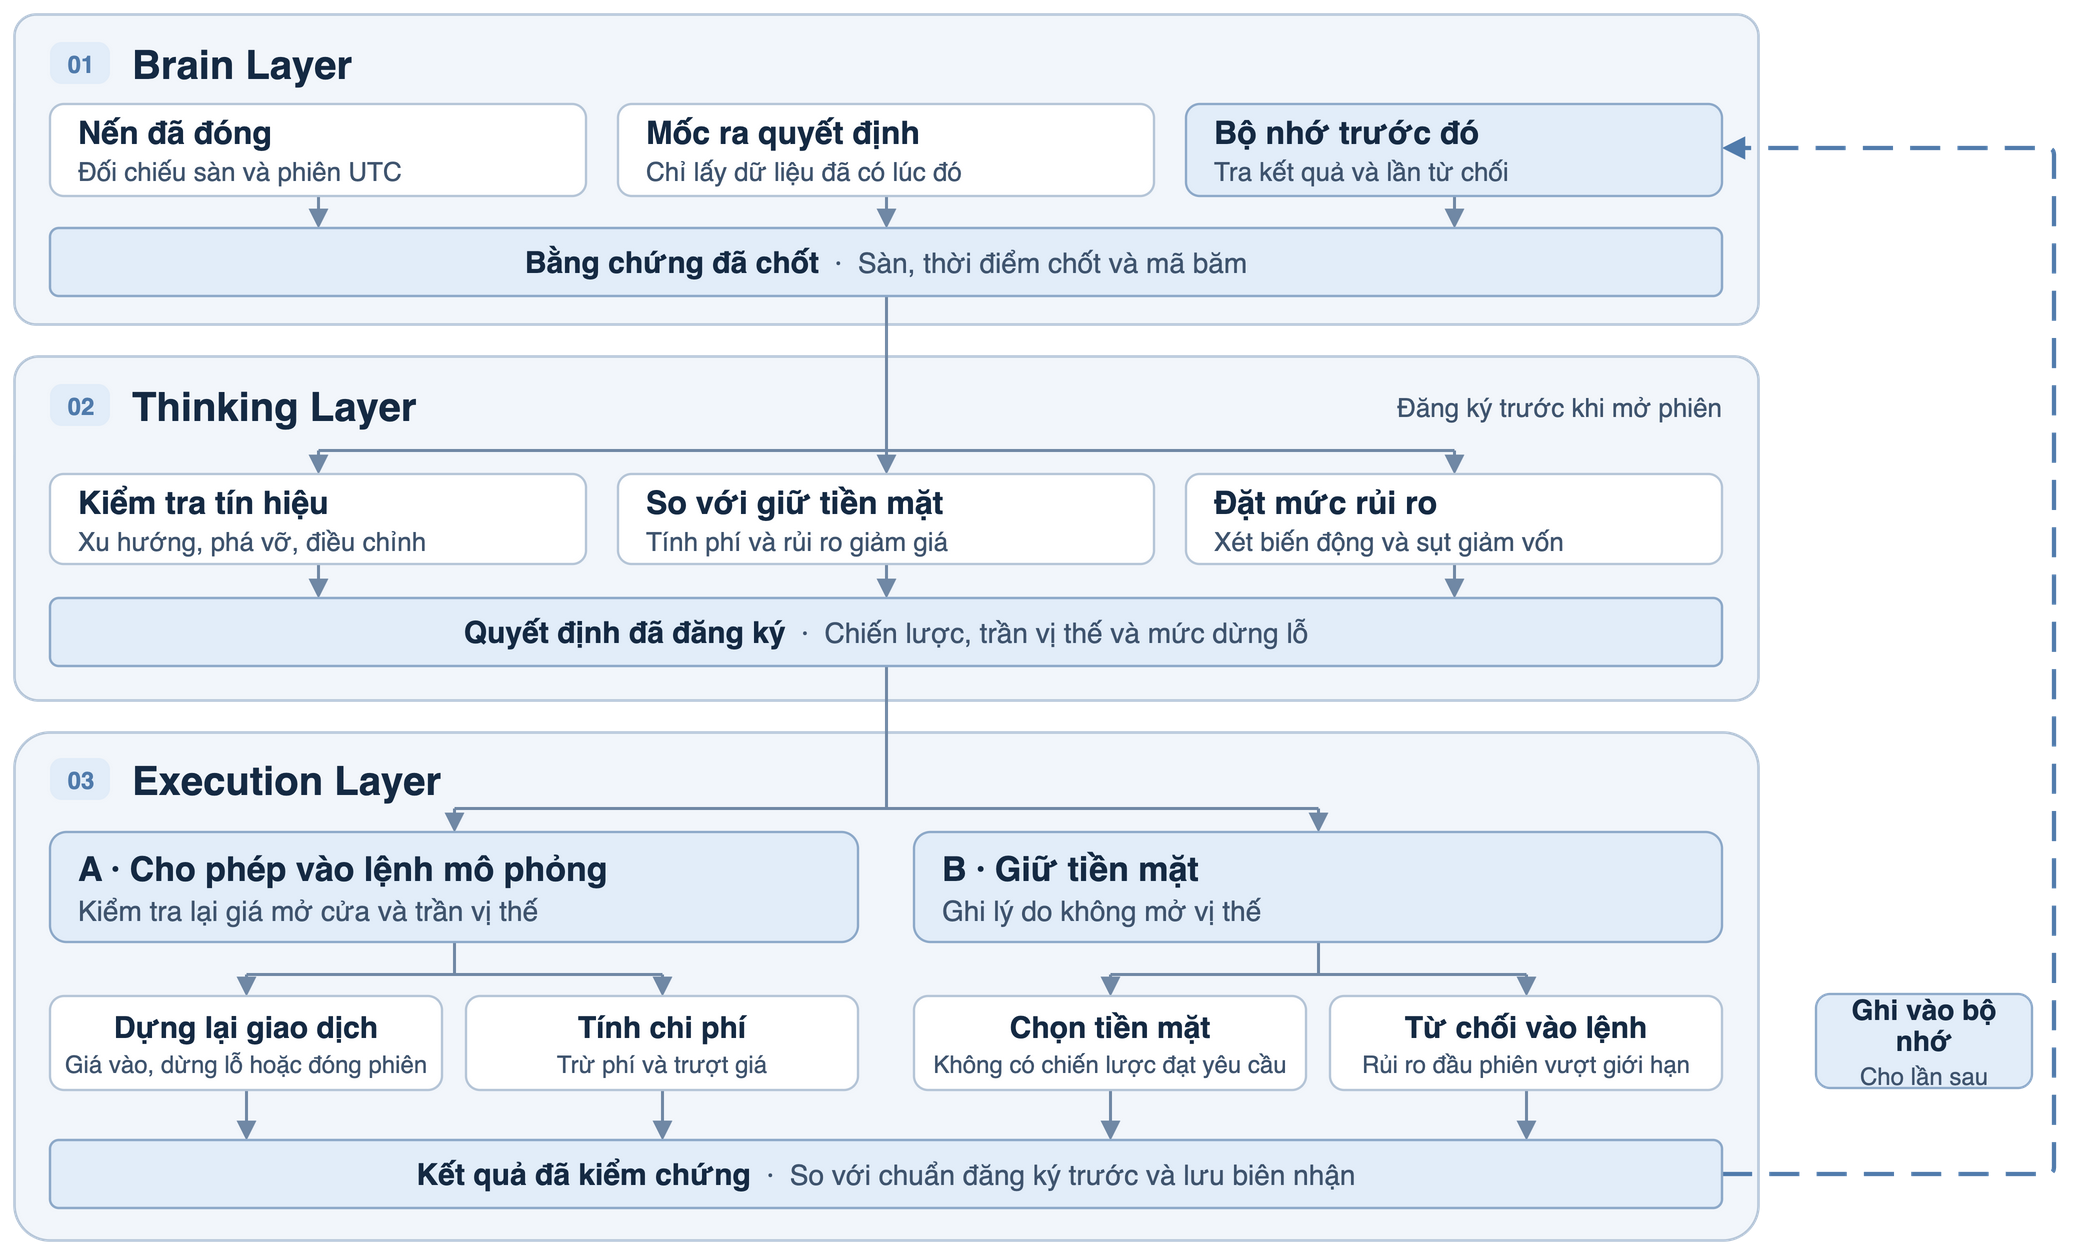 01 Brain Layer
Nến đã đóng
Đối chiếu sàn và phiên UTC
Mốc ra quyết định
Chỉ lấy dữ liệu đã có lúc đó
Bộ nhớ trước đó
Tra kết quả và lần từ chối
Bằng chứng đã chốt · Sàn, thời điểm chốt và mã băm
02 Thinking Layer
Đăng ký trước khi mở phiên
Kiểm tra tín hiệu
Xu hướng, phá vỡ, điều chỉnh
So với giữ tiền mặt
Tính phí và rủi ro giảm giá
Đặt mức rủi ro
Xét biến động và sụt giảm vốn
Quyết định đã đăng ký · Chiến lược, trần vị thế và mức dừng lỗ
03 Execution Layer
A · Cho phép vào lệnh mô phỏng
Kiểm tra lại giá mở cửa và trần vị thế
B · Giữ tiền mặt
Ghi lý do không mở vị thế
Dựng lại giao dịch
Giá vào, dừng lỗ hoặc đóng phiên
Tính chi phí
Trừ phí và trượt giá
Chọn tiền mặt
Không có chiến lược đạt yêu cầu
Từ chối vào lệnh
Rủi ro đầu phiên vượt giới hạn
Ghi vào bộ
nhớ
Cho lần sau
Kết quả đã kiểm chứng · So với chuẩn đăng ký trước và lưu biên nhận